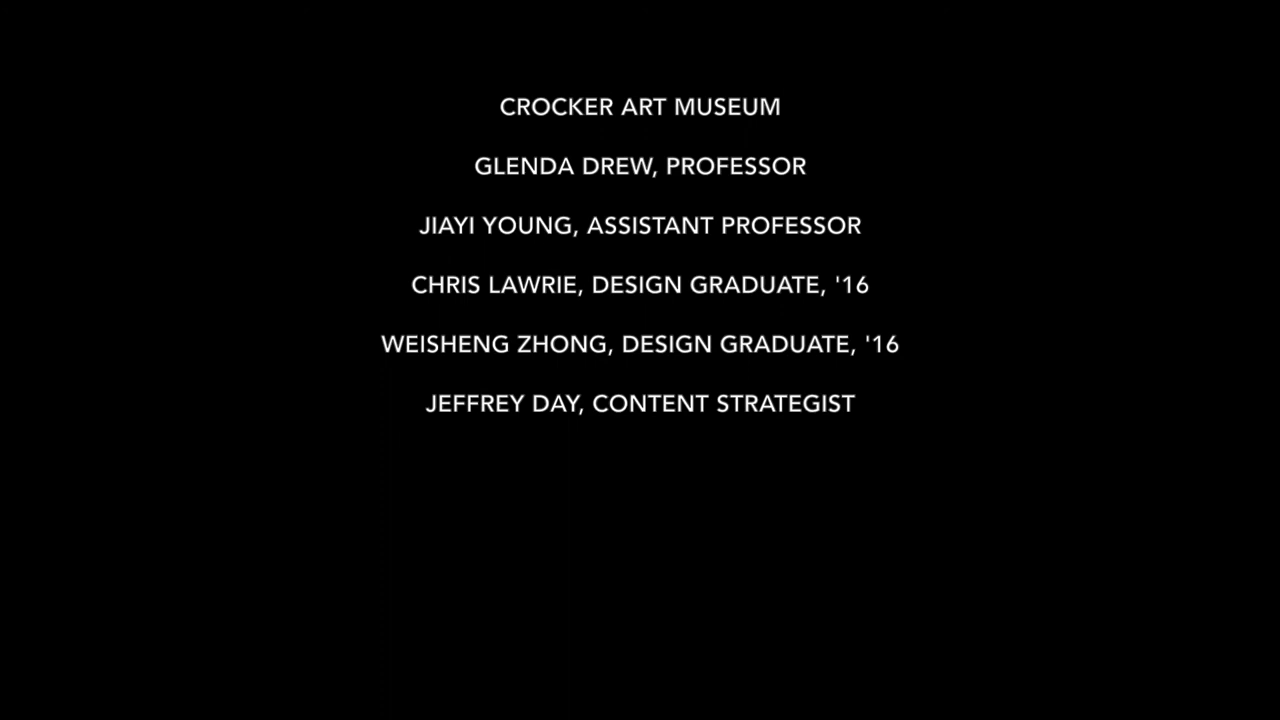 CROCKER ART MUSEUM
GLENDA DREW, PROFESSOR
JIAYI YOUNG, ASSISTANT PROFESSOR
CHRIS LAWRIE, DESIGN GRADUATE, '16
WEISHENG ZHONG, DESIGN GRADUATE, '16
JEFFREY DAY, CONTENT STRATEGIST